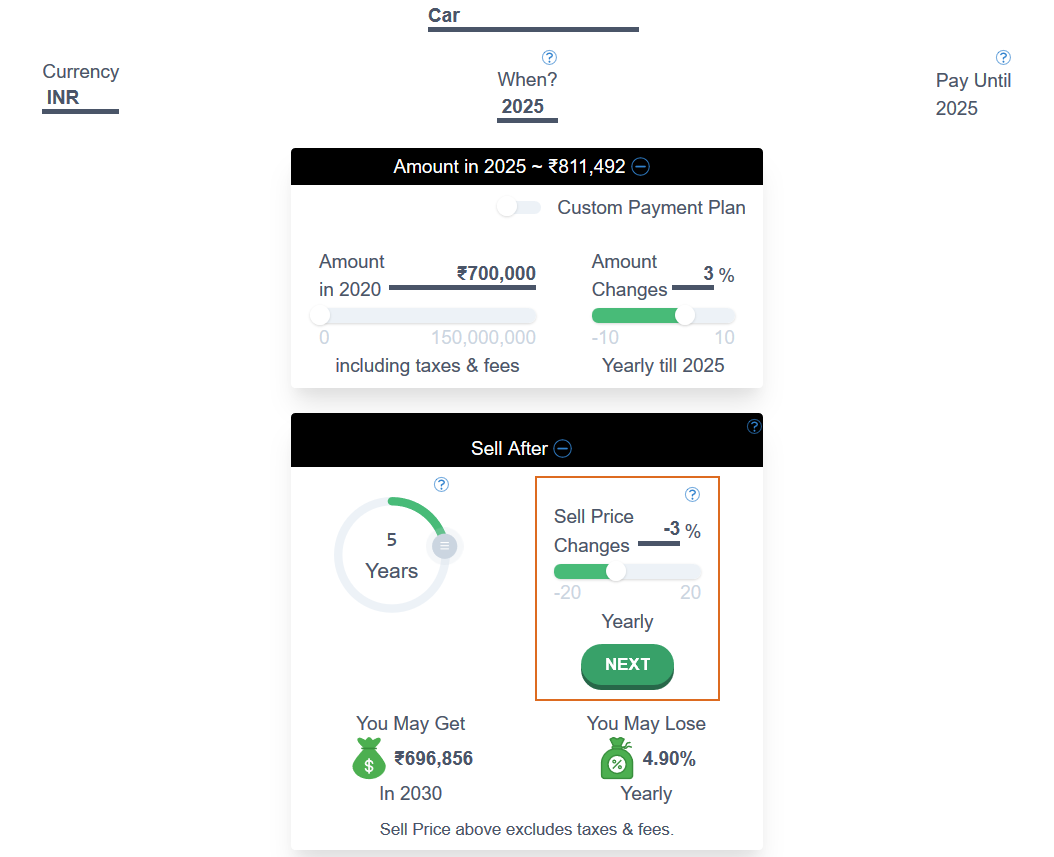 Car
Currency
INR
?
When?
2025
?
Pay Until
2025
Amount in 2025 ~ ₹811,492
Custom Payment Plan
Amount
in 2020
₹700,000
0 150,000,000
including taxes & fees
Amount
Changes
3 %
-10 10
Yearly till 2025
?
Sell After
?
5
Years
?
Sell Price
Changes
-3 %
-20 20
Yearly
NEXT
You May Get
$ ₹696,856
In 2030
You May Lose
% 4.90%
Yearly
Sell Price above excludes taxes & fees.